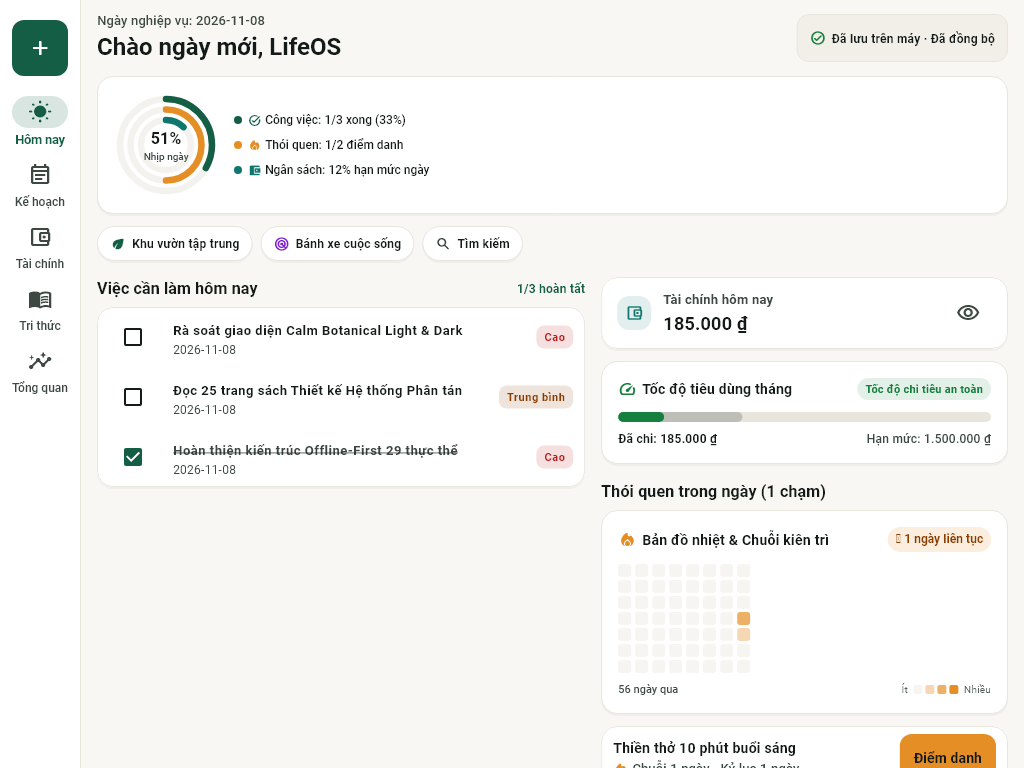 Ngày nghiệp vụ: 2026-11-08
Chào ngày mới, LifeOS
Đã lưu trên máy · Đã đồng bộ
Hôm nay
Kế hoạch
Tài chính
Tri thức
Tổng quan
51%
Nhịp ngày
Công việc: 1/3 xong (33%)
Thói quen: 1/2 điểm danh
Ngân sách: 12% hạn mức ngày
Khu vườn tập trung
Bánh xe cuộc sống
Tìm kiếm
Việc cần làm hôm nay
1/3 hoàn tất
Rà soát giao diện Calm Botanical Light & Dark
2026-11-08
Cao
Đọc 25 trang sách Thiết kế Hệ thống Phân tán
2026-11-08
Trung bình
Hoàn thiện kiến trúc Offline-First 29 thực thể
2026-11-08
Cao
Tài chính hôm nay
185.000 ₫
Tốc độ tiêu dùng tháng
Tốc độ chi tiêu an toàn
Đã chi: 185.000 ₫
Hạn mức: 1.500.000 ₫
Thói quen trong ngày (1 chạm)
Bản đồ nhiệt & Chuỗi kiên trì
1 ngày liên tục
56 ngày qua
Ít
Nhiều
Thiền thở 10 phút buổi sáng
Chuỗi 1 ngày · Kỷ lục 1 ngày
Điểm danh